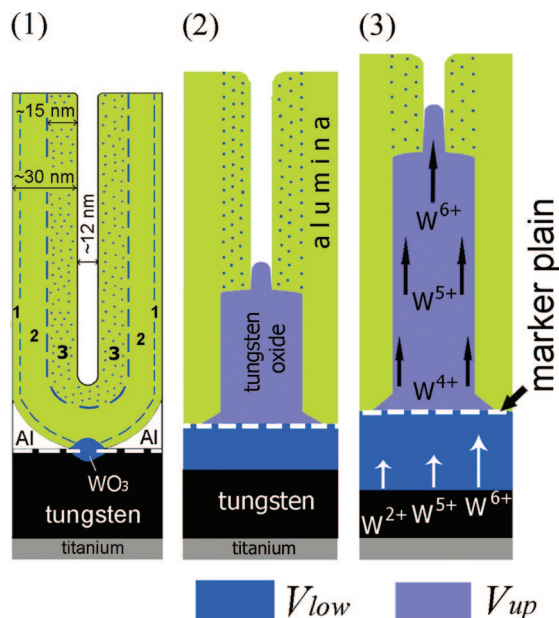 (1) (2) (3)
~15 nm
~30 nm
~12 nm
1 2 3 3 2 1
Al Al
WO3
tungsten
titanium
alumina
tungsten
oxide
tungsten
titanium
W6+
W5+
W4+
marker plain
W2+ W5+ W6+
Vlow Vup